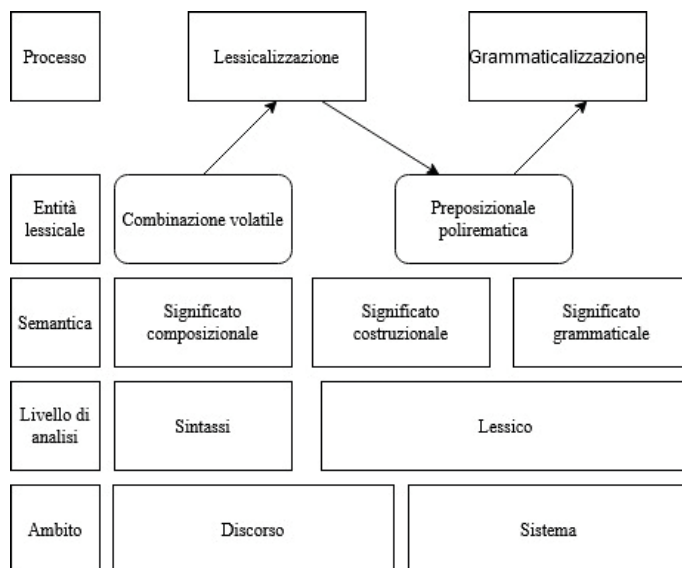 Processo
Lessicalizzazione
Grammaticalizzazione
Entità
lessicale
Combinazione volatile
Preposizionale
polirematica
Semantica
Significato
composizionale
Significato
costruzionale
Significato
grammaticale
Livello di
analisi
Sintassi
Lessico
Ambito
Discorso
Sistema